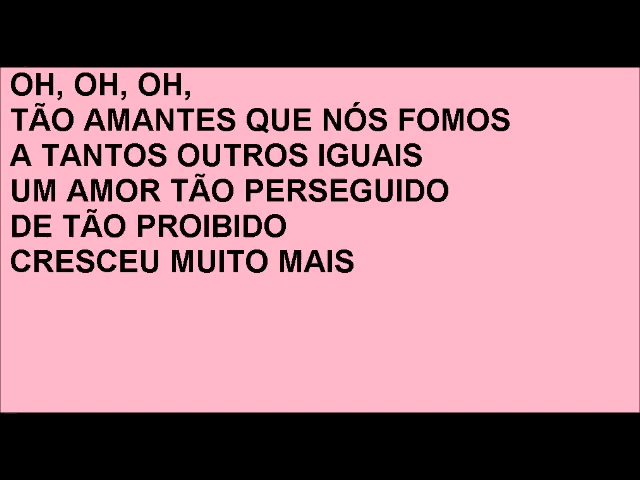 OH, OH, OH,
TÃO AMANTES QUE NÓS FOMOS
A TANTOS OUTROS IGUAIS
UM AMOR TÃO PERSEGUIDO
DE TÃO PROIBIDO
CRESCEU MUITO MAIS